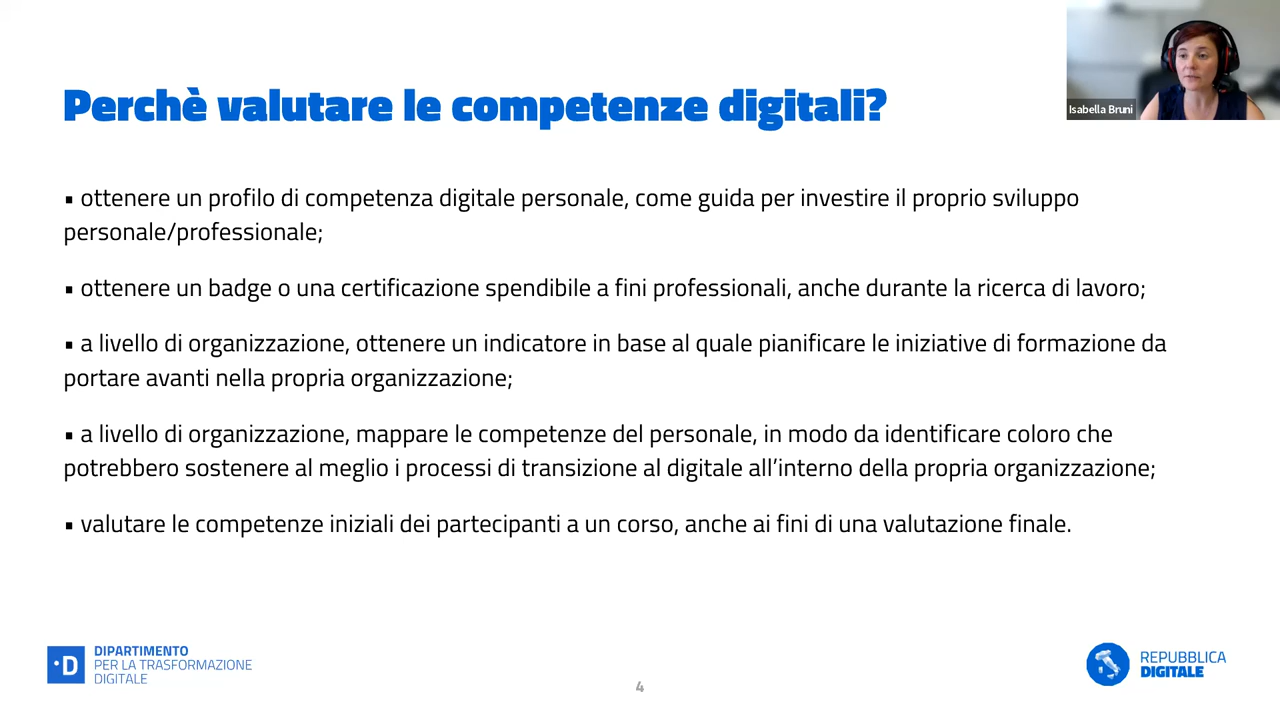 Perchè valutare le competenze digitali?
Isabella Bruni
▪ ottenere un profilo di competenza digitale personale, come guida per investire il proprio sviluppo
personale/professionale;
▪ ottenere un badge o una certificazione spendibile a fini professionali, anche durante la ricerca di lavoro;
▪ a livello di organizzazione, ottenere un indicatore in base al quale pianificare le iniziative di formazione da
portare avanti nella propria organizzazione;
▪ a livello di organizzazione, mappare le competenze del personale, in modo da identificare coloro che
potrebbero sostenere al meglio i processi di transizione al digitale all’interno della propria organizzazione;
▪ valutare le competenze iniziali dei partecipanti a un corso, anche ai fini di una valutazione finale.
·D
DIPARTIMENTO
PER LA TRASFORMAZIONE
DIGITALE
4
REPUBBLICA
DIGITALE